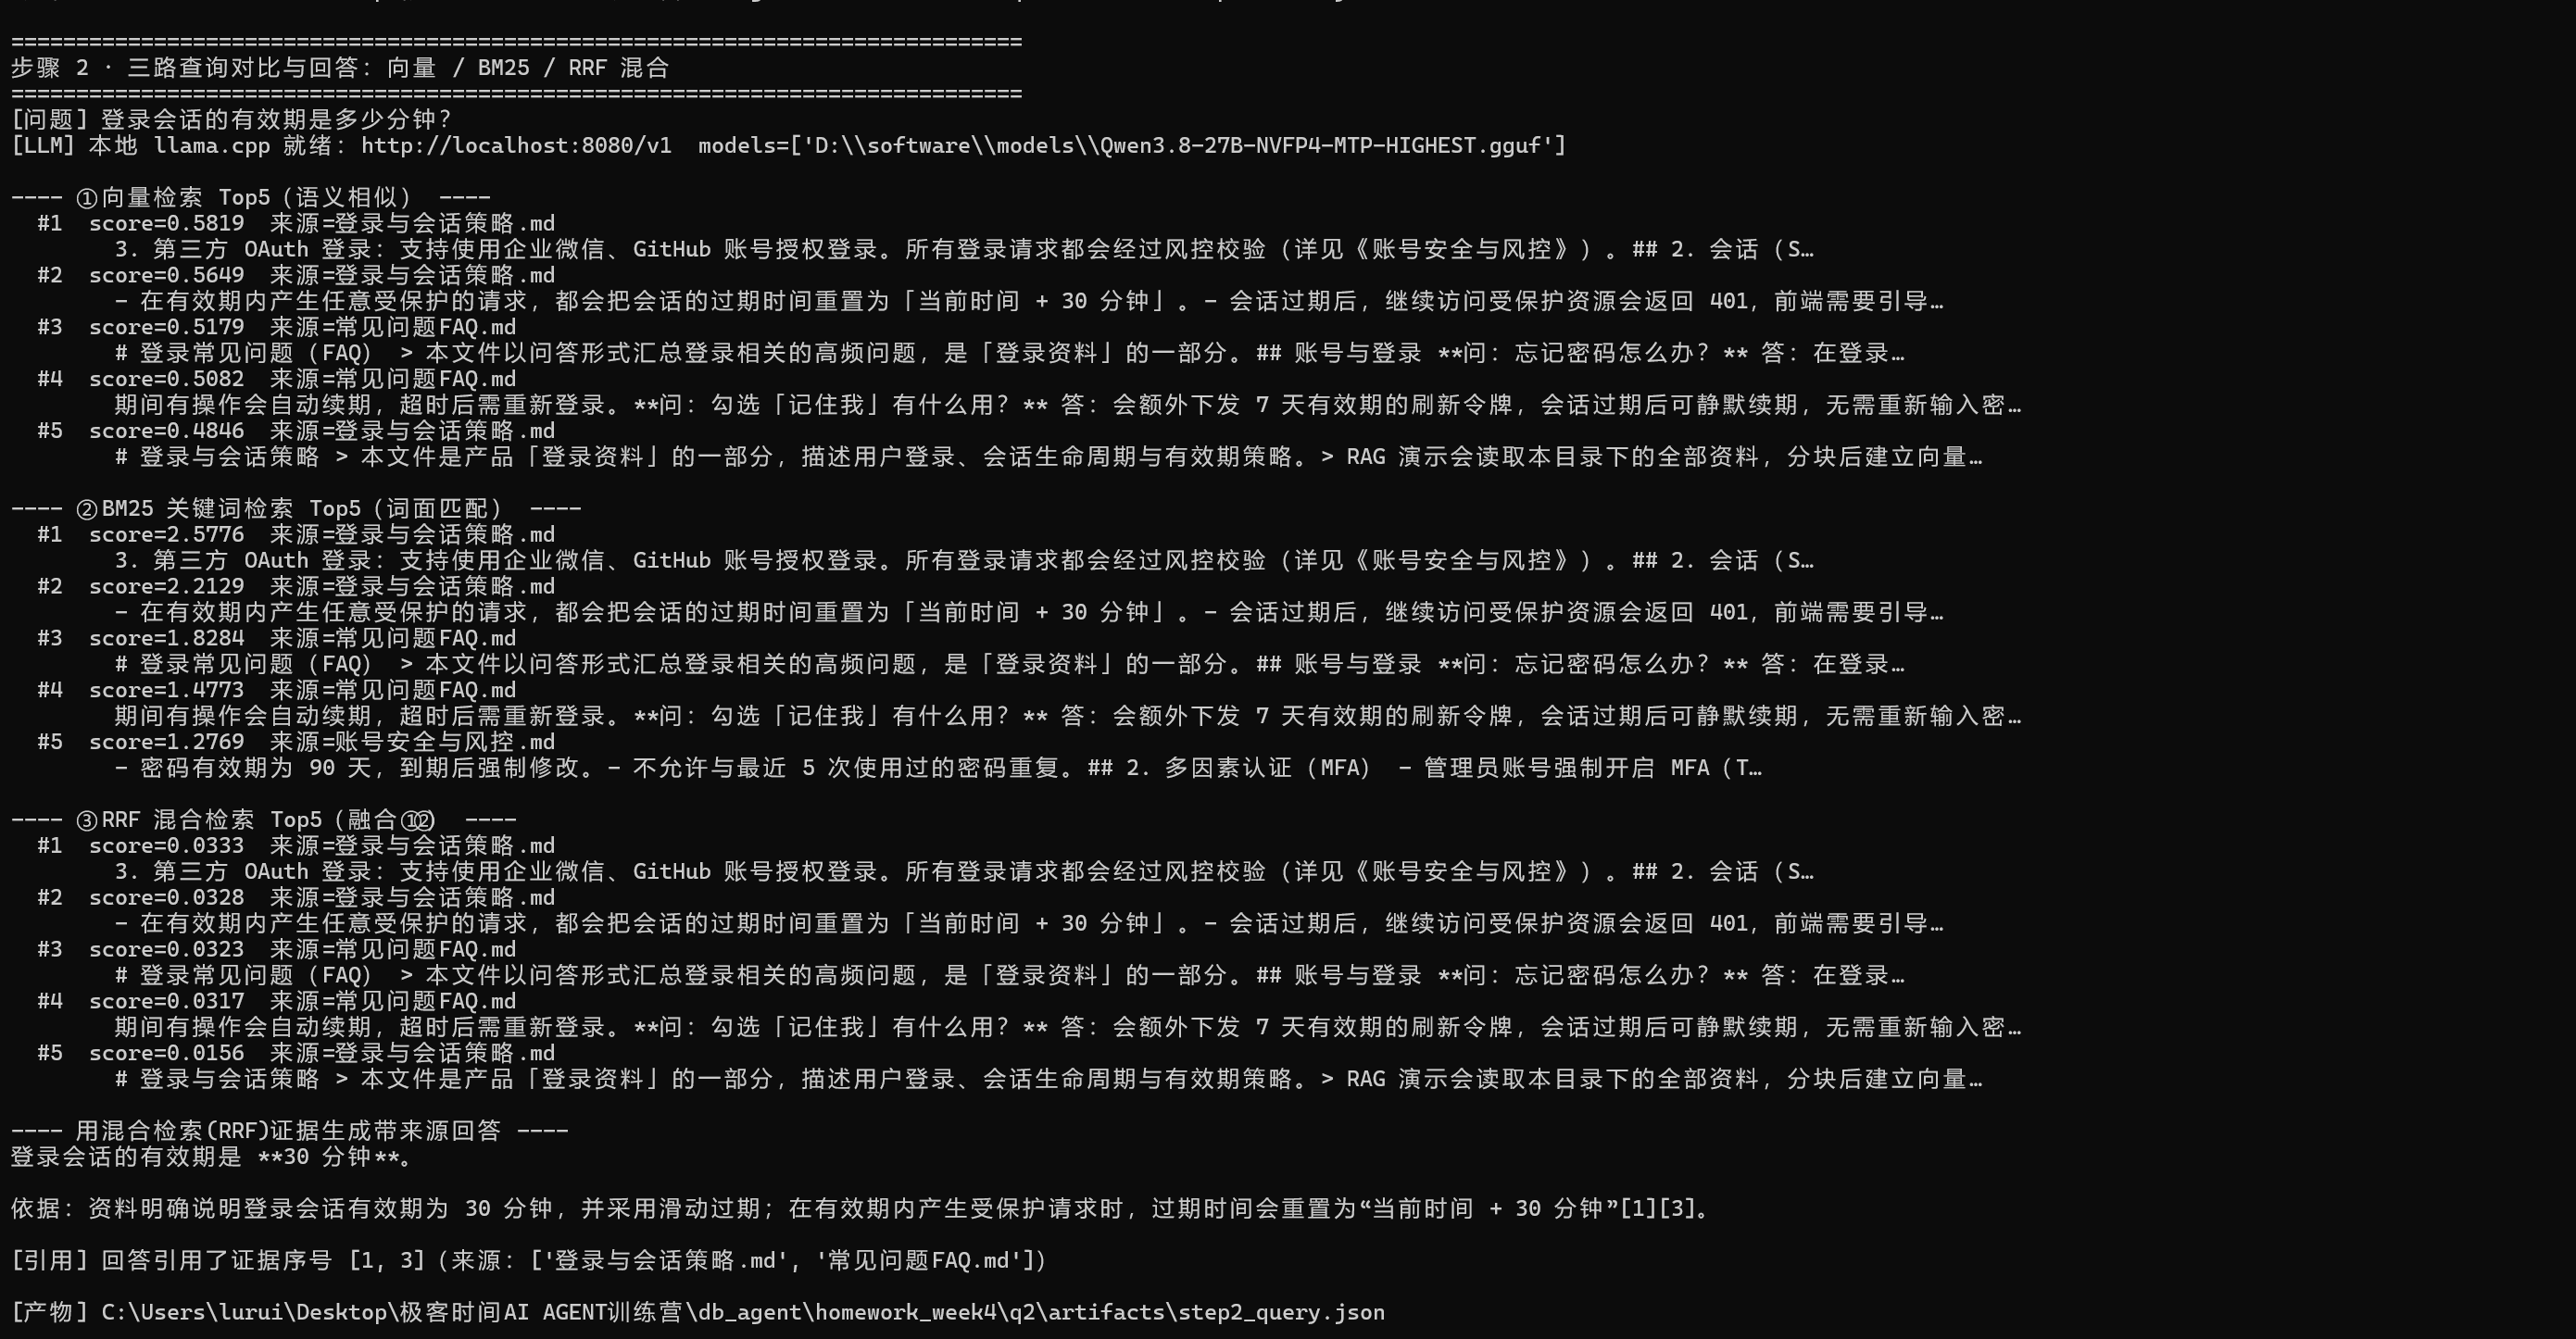 ================================================================================
步骤 2 · 三路查询对比与回答: 向量 / BM25 / RRF 混合
================================================================================
[问题] 登录会话的有效期是多少分钟?
[LLM] 本地 llama.cpp 就绪: http://localhost:8080/v1  models=['D:\\software\\models\\Qwen3.8-27B-NVFP4-MTP-HIGHEST.gguf']
---- ①向量检索 Top5（语义相似） ----
#1  score=0.5819  来源=登录与会话策略.md
3. 第三方 OAuth 登录: 支持使用企业微信、GitHub 账号授权登录。所有登录请求都会经过风控校验（详见《账号安全与风控》）。## 2. 会话（S…
#2  score=0.5649  来源=登录与会话策略.md
- 在有效期内产生任意受保护的请求，都会把会话的过期时间重置为「当前时间 + 30 分钟」。- 会话过期后，继续访问受保护资源会返回 401，前端需要引导…
#3  score=0.5179  来源=常见问题FAQ.md
# 登录常见问题（FAQ） > 本文件以问答形式汇总登录相关的高频问题，是「登录资料」的一部分。## 账号与登录 **问: 忘记密码怎么办? ** 答: 在登录…
#4  score=0.5082  来源=常见问题FAQ.md
期间有操作会自动续期，超时后需重新登录。**问: 勾选「记住我」有什么用? ** 答: 会额外下发 7 天有效期的刷新令牌，会话过期后可静默续期，无需重新输入密…
#5  score=0.4846  来源=登录与会话策略.md
# 登录与会话策略 > 本文件是产品「登录资料」的一部分，描述用户登录、会话生命周期与有效期策略。> RAG 演示会读取本目录下的全部资料，分块后建立向量…
---- ②BM25 关键词检索 Top5（词面匹配） ----
#1  score=2.5776  来源=登录与会话策略.md
3. 第三方 OAuth 登录: 支持使用企业微信、GitHub 账号授权登录。所有登录请求都会经过风控校验（详见《账号安全与风控》）。## 2. 会话（S…
#2  score=2.2129  来源=登录与会话策略.md
- 在有效期内产生任意受保护的请求，都会把会话的过期时间重置为「当前时间 + 30 分钟」。- 会话过期后，继续访问受保护资源会返回 401，前端需要引导…
#3  score=1.8284  来源=常见问题FAQ.md
# 登录常见问题（FAQ） > 本文件以问答形式汇总登录相关的高频问题，是「登录资料」的一部分。## 账号与登录 **问: 忘记密码怎么办? ** 答: 在登录…
#4  score=1.4773  来源=常见问题FAQ.md
期间有操作会自动续期，超时后需重新登录。**问: 勾选「记住我」有什么用? ** 答: 会额外下发 7 天有效期的刷新令牌，会话过期后可静默续期，无需重新输入密…
#5  score=1.2769  来源=账号安全与风控.md
- 密码有效期为 90 天，到期后强制修改。- 不允许与最近 5 次使用过的密码重复。## 2. 多因素认证（MFA） - 管理员账号强制开启 MFA（T…
---- ③RRF 混合检索 Top5（融合①②） ----
#1  score=0.0333  来源=登录与会话策略.md
3. 第三方 OAuth 登录: 支持使用企业微信、GitHub 账号授权登录。所有登录请求都会经过风控校验（详见《账号安全与风控》）。## 2. 会话（S…
#2  score=0.0328  来源=登录与会话策略.md
- 在有效期内产生任意受保护的请求，都会把会话的过期时间重置为「当前时间 + 30 分钟」。- 会话过期后，继续访问受保护资源会返回 401，前端需要引导…
#3  score=0.0323  来源=常见问题FAQ.md
# 登录常见问题（FAQ） > 本文件以问答形式汇总登录相关的高频问题，是「登录资料」的一部分。## 账号与登录 **问: 忘记密码怎么办? ** 答: 在登录…
#4  score=0.0317  来源=常见问题FAQ.md
期间有操作会自动续期，超时后需重新登录。**问: 勾选「记住我」有什么用? ** 答: 会额外下发 7 天有效期的刷新令牌，会话过期后可静默续期，无需重新输入密…
#5  score=0.0156  来源=登录与会话策略.md
# 登录与会话策略 > 本文件是产品「登录资料」的一部分，描述用户登录、会话生命周期与有效期策略。> RAG 演示会读取本目录下的全部资料，分块后建立向量…
---- 用混合检索(RRF)证据生成带来源回答 ----
登录会话的有效期是 **30 分钟**。
依据: 资料明确说明登录会话有效期为 30 分钟，并采用滑动过期; 在有效期内产生受保护请求时，过期时间会重置为“当前时间 + 30 分钟”[1][3]。
[引用] 回答引用了证据序号 [1, 3]（来源: ['登录与会话策略.md', '常见问题FAQ.md']）
[产物] C:\Users\lurui\Desktop\极客时间AI AGENT训练营\db_agent\homework_week4\q2\artifacts\step2_query.json